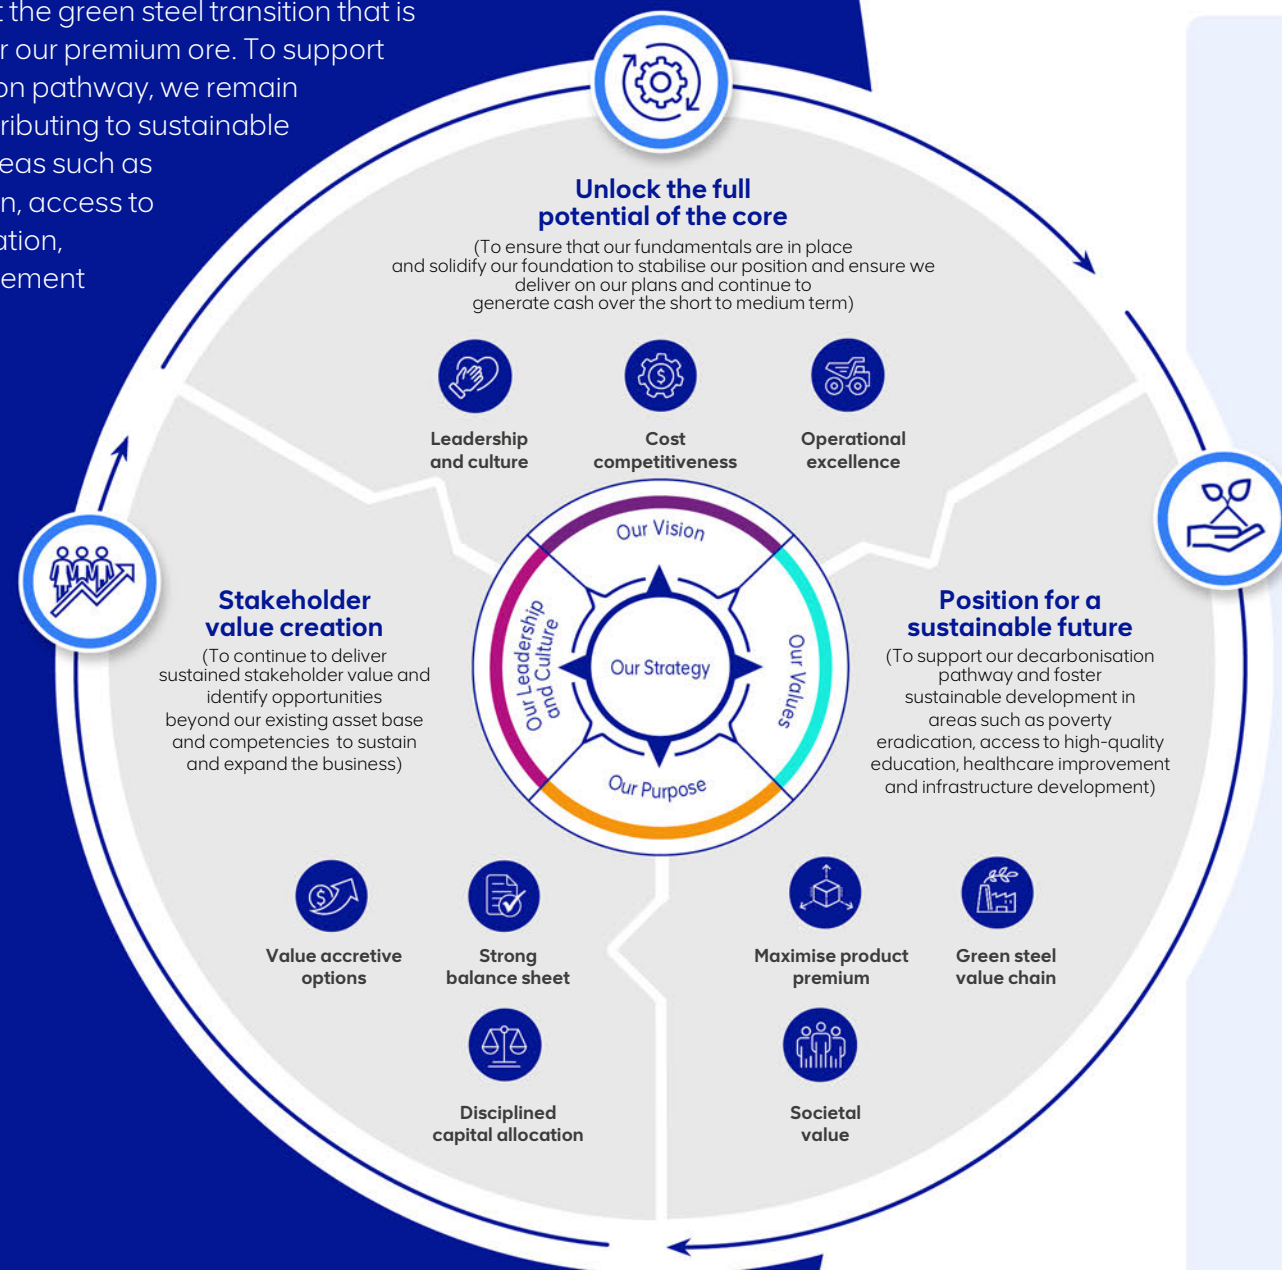 t the green steel transition that is
r our premium ore. To support
on pathway, we remain
tributing to sustainable
eas such as
n, access to
ation,
ement
Unlock the full
potential of the core
(To ensure that our fundamentals are in place
and solidify our foundation to stabilise our position and ensure we
deliver on our plans and continue to
generate cash over the short to medium term)
Leadership
and culture
Cost
competitiveness
Operational
excellence
Stakeholder
value creation
(To continue to deliver
sustained stakeholder value and
identify opportunities
beyond our existing asset base
and competencies to sustain
and expand the business)
Our Vision
Our Leadership
and Culture
Our Strategy
Our Values
Our Purpose
Position for a
sustainable future
(To support our decarbonisation
pathway and foster
sustainable development in
areas such as poverty
eradication, access to high-quality
education, healthcare improvement
and infrastructure development)
Value accretive
options
Strong
balance sheet
Disciplined
capital allocation
Maximise product
premium
Green steel
value chain
Societal
value